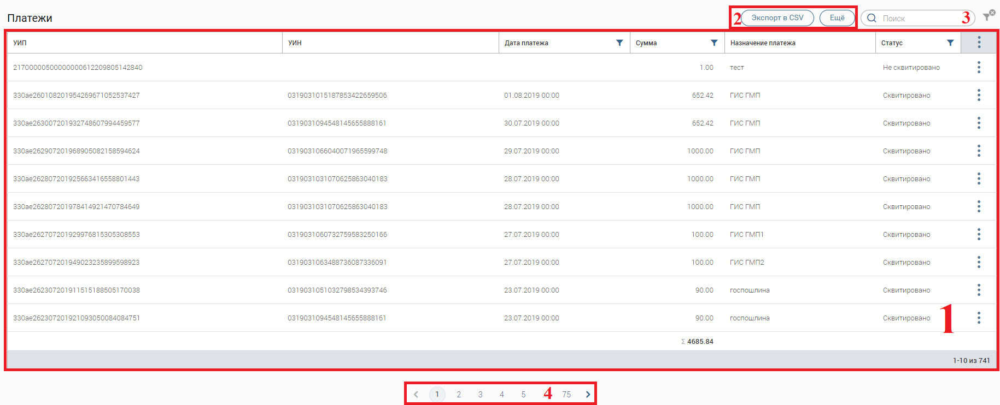 Платежи 2 Экспорт в CSV Ещё Поиск 3
УИП УИН Дата платежа Сумма Назначение платежа Статус
21700000500000000612209805142840 1.00 тест Не сквитировано
330ae26010820195426967105253​7427 0319031015187853422659506 01.08.2019 00:00 652.42 ГИС ГМП Сквитировано
330ae263007201932748607994459577 0319031094548145655888161 30.07.2019 00:00 652.42 ГИС ГМП Сквитировано
330ae262907201968905082158594624 0319031066040071965599748 29.07.2019 00:00 1000.00 ГИС ГМП Сквитировано
330ae262807201925663416558801443 0319031031070625863040183 28.07.2019 00:00 1000.00 ГИС ГМП Сквитировано
330ae262807201978414921470784649 0319031031070625863040183 28.07.2019 00:00 1000.00 ГИС ГМП Сквитировано
330ae262707201929976815305308553 0319031060732759583250166 27.07.2019 00:00 100.00 ГИС ГМП1 Сквитировано
330ae262707201949023235899598923 0319031063488736087336091 27.07.2019 00:00 100.00 ГИС ГМП2 Сквитировано
330ae262307201911515188505170038 0319031051032798534393746 23.07.2019 00:00 90.00 госпошлина Сквитировано
330ae262307201921093050084084751 0319031094548145655888161 23.07.2019 00:00 90.00 госпошлина Сквитировано 1
Σ 4685.84
1-10 из 741
1 2 3 4 5 4 75